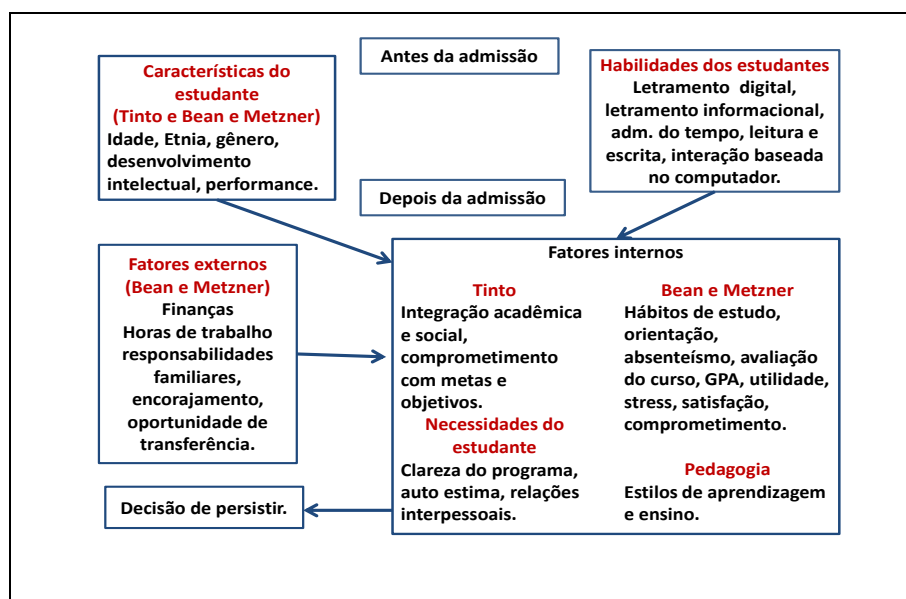 Antes da admissão
Características do
estudante
(Tinto e Bean e Metzner)
Idade, Etnia, gênero,
desenvolvimento
intelectual, performance.
Habilidades dos estudantes
Letramento digital,
letramento informacional,
adm. do tempo, leitura e
escrita, interação baseada
no computador.
Depois da admissão
Fatores externos
(Bean e Metzner)
Finanças
Horas de trabalho
responsabilidades
familiares,
encorajamento,
oportunidade de
transferência.
Fatores internos
Tinto
Integração acadêmica
e social,
comprometimento
com metas e
objetivos.
Necessidades do
estudante
Clareza do programa,
auto estima, relações
interpessoais.
Bean e Metzner
Hábitos de estudo,
orientação,
absenteísmo, avaliação
do curso, GPA, utilidade,
stress, satisfação,
comprometimento.
Pedagogia
Estilos de aprendizagem
e ensino.
Decisão de persistir.